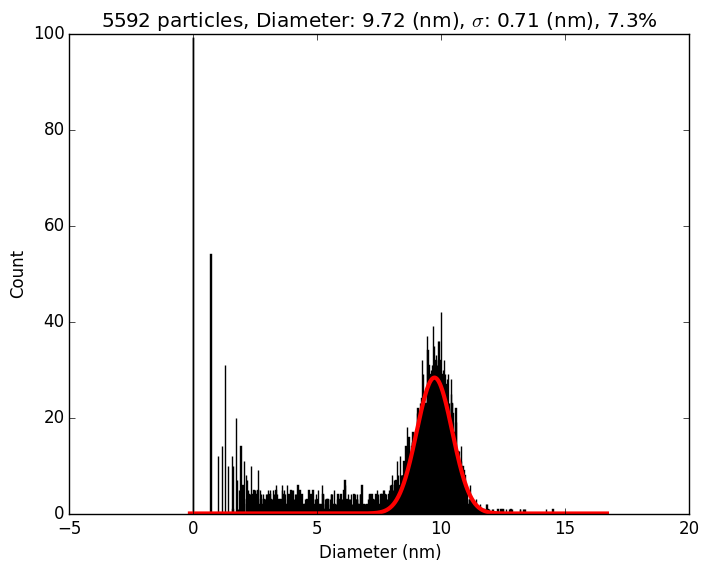 5592 particles, Diameter: 9.72 (nm), σ: 0.71 (nm), 7.3%
100
80
60
40
20
0
Count
−5 0 5 10 15 20
Diameter (nm)